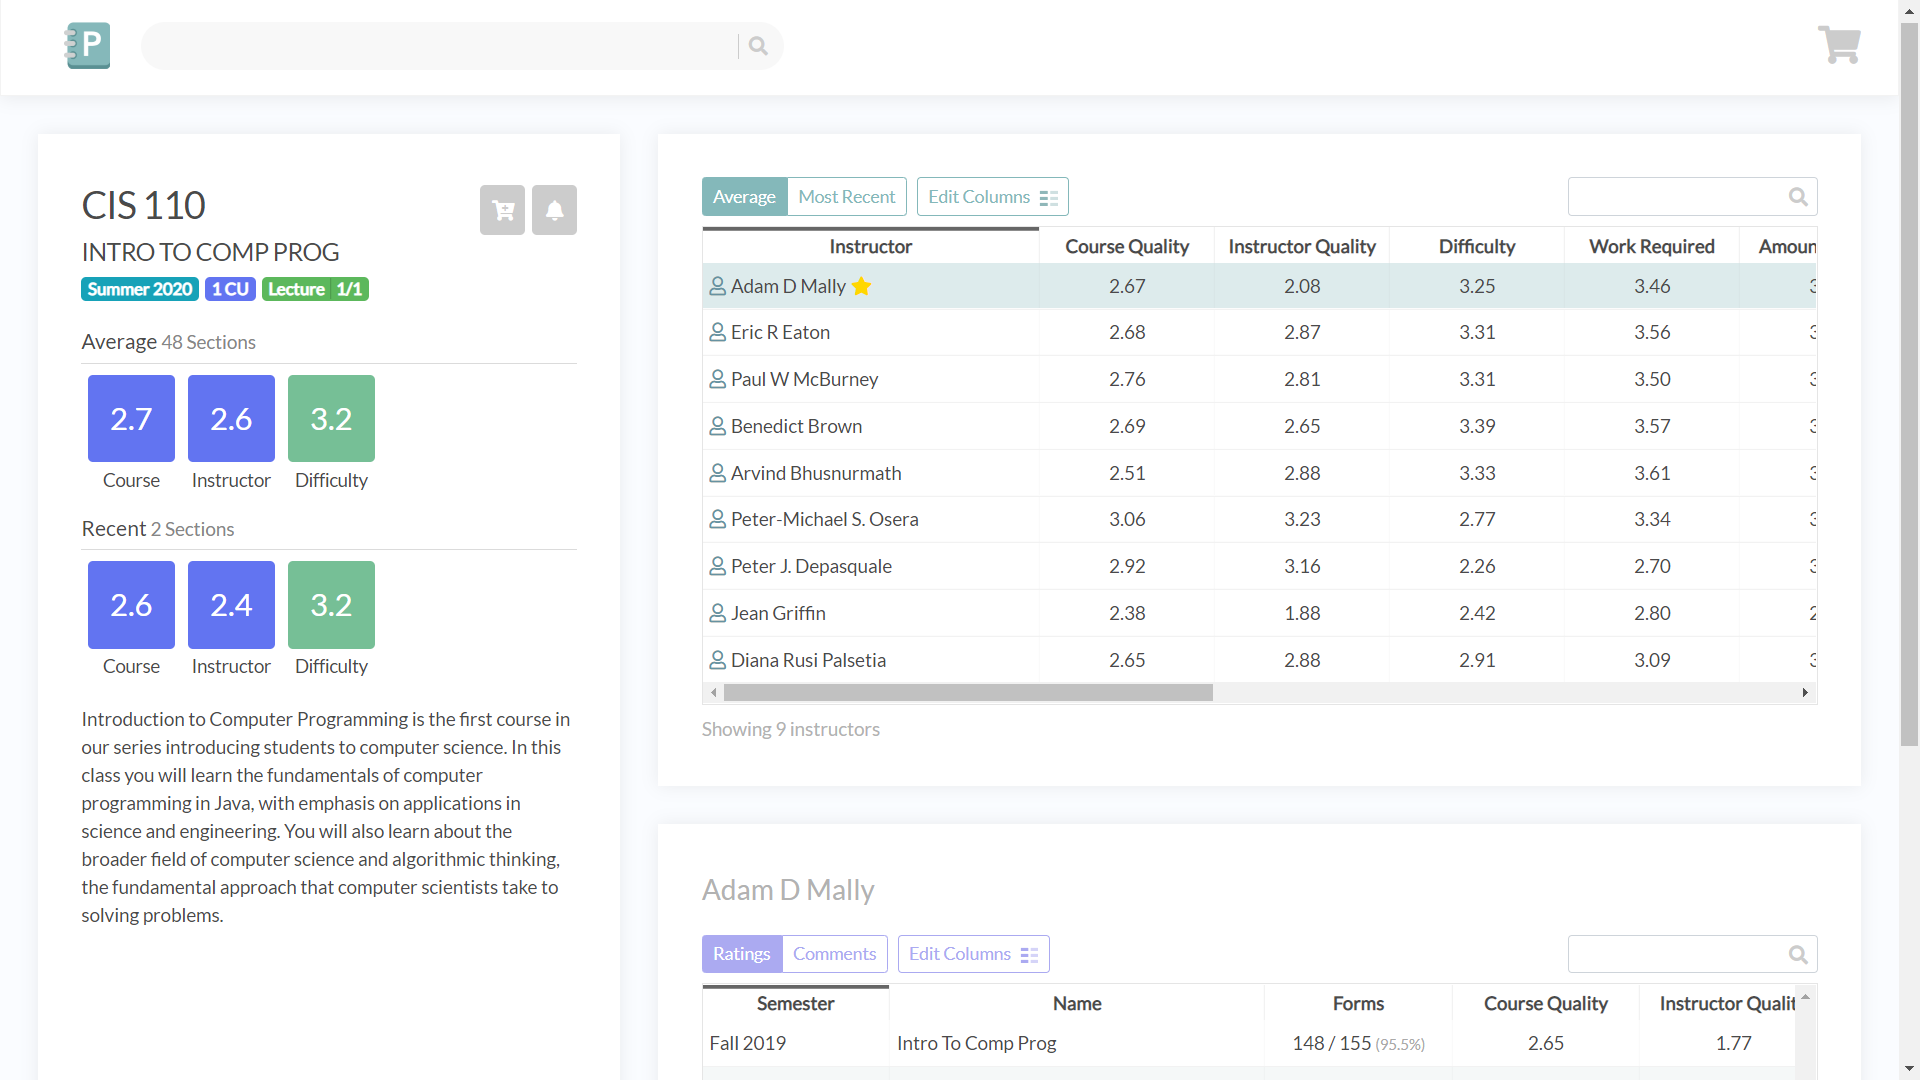 P
CIS 110
INTRO TO COMP PROG
Summer 2020 1 CU Lecture 1/1
Average 48 Sections
2.7 2.6 3.2
Course Instructor Difficulty
Recent 2 Sections
2.6 2.4 3.2
Course Instructor Difficulty
Introduction to Computer Programming is the first course in
our series introducing students to computer science. In this
class you will learn the fundamentals of computer
programming in Java, with emphasis on applications in
science and engineering. You will also learn about the
broader field of computer science and algorithmic thinking,
the fundamental approach that computer scientists take to
solving problems.
Average Most Recent Edit Columns
Instructor Course Quality Instructor Quality Difficulty Work Required Amoun
Adam D Mally 2.67 2.08 3.25 3.46 3
Eric R Eaton 2.68 2.87 3.31 3.56 3
Paul W McBurney 2.76 2.81 3.31 3.50 3
Benedict Brown 2.69 2.65 3.39 3.57 3
Arvind Bhusnurmath 2.51 2.88 3.33 3.61 3
Peter-Michael S. Osera 3.06 3.23 2.77 3.34 3
Peter J. Depasquale 2.92 3.16 2.26 2.70 3
Jean Griffin 2.38 1.88 2.42 2.80 2
Diana Rusi Palsetia 2.65 2.88 2.91 3.09 3
Showing 9 instructors
Adam D Mally
Ratings Comments Edit Columns
Semester Name Forms Course Quality Instructor Qualit
Fall 2019 Intro To Comp Prog 148 / 155 (95.5%) 2.65 1.77